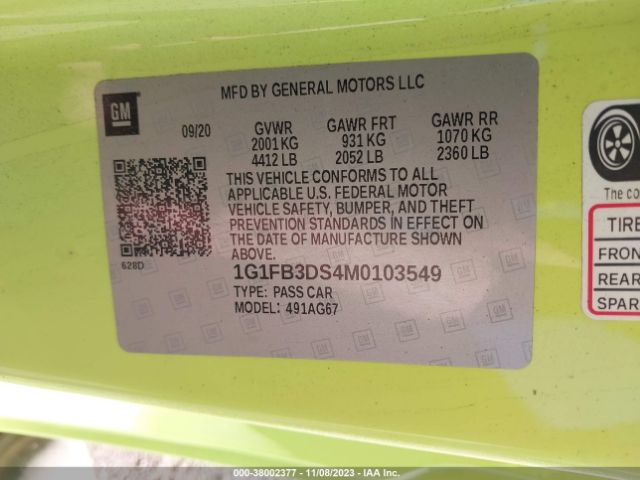 GM
MFD BY GENERAL MOTORS LLC
09/20 GVWR GAWR FRT GAWR RR
2001 KG 931 KG 1070 KG
4412 LB 2052 LB 2360 LB
THIS VEHICLE CONFORMS TO ALL
APPLICABLE U.S. FEDERAL MOTOR
VEHICLE SAFETY, BUMPER, AND THEFT
PREVENTION STANDARDS IN EFFECT ON
THE DATE OF MANUFACTURE SHOWN
ABOVE.
628D
1G1FB3DS4M0103549
TYPE: PASS CAR
MODEL: 491AG67
The co
TIRE
FRON
REAR
SPAR
000-38002377 - 11/08/2023 - IAA Inc.